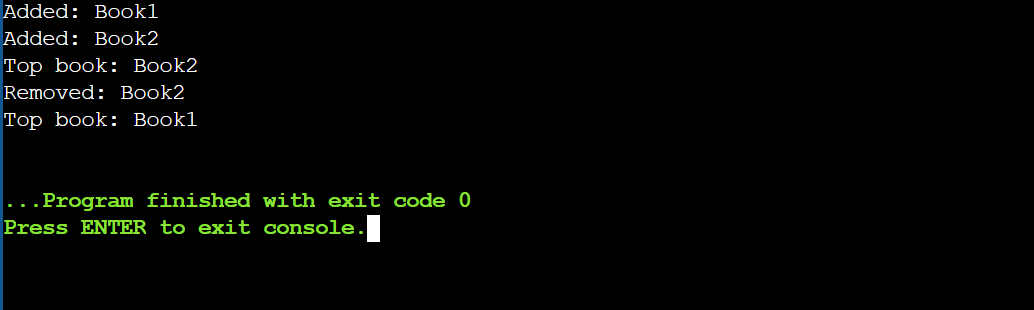 Added: Book1
Added: Book2
Top book: Book2
Removed: Book2
Top book: Book1
...Program finished with exit code 0
Press ENTER to exit console.